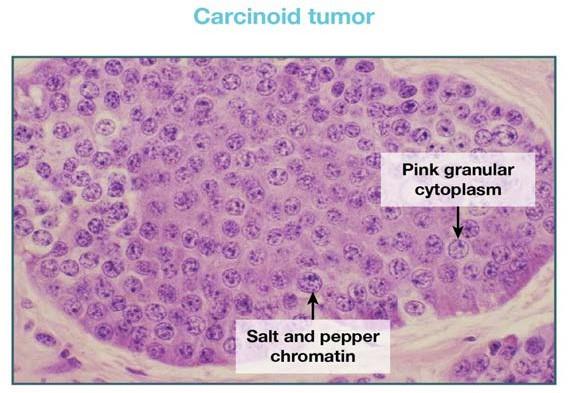 Carcinoid tumor
Pink granular
cytoplasm
Salt and pepper
chromatin